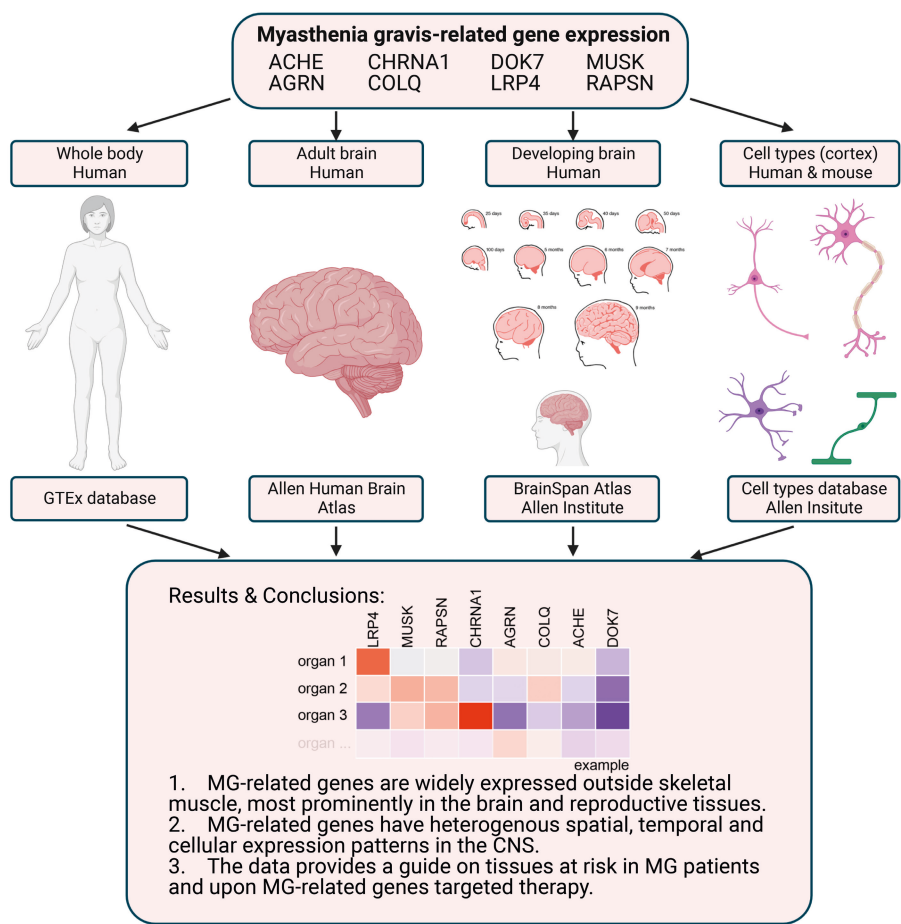 Myasthenia gravis-related gene expression
ACHE CHRNA1 DOK7 MUSK
AGRN COLQ LRP4 RAPSN
Whole body
Human
Adult brain
Human
Developing brain
Human
Cell types (cortex)
Human & mouse
25 days
35 days
40 days
50 days
100 days
5 months
6 months
7 months
8 months
9 months
GTEx database
Allen Human Brain
Atlas
BrainSpan Atlas
Allen Institute
Cell types database
Allen Insitute
Results & Conclusions:
LRP4
MUSK
RAPSN
CHRNA1
AGRN
COLQ
ACHE
DOK7
organ 1
organ 2
organ 3
organ ...
example
1. MG-related genes are widely expressed outside skeletal
muscle, most prominently in the brain and reproductive tissues.
2. MG-related genes have heterogenous spatial, temporal and
cellular expression patterns in the CNS.
3. The data provides a guide on tissues at risk in MG patients
and upon MG-related genes targeted therapy.